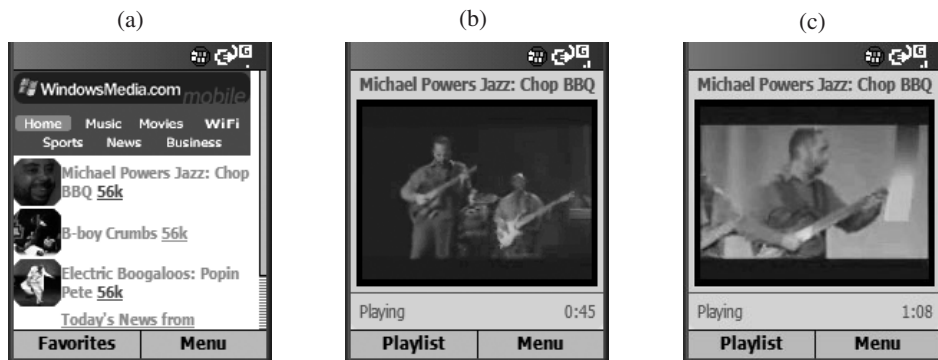 (a)
WindowsMedia.com
mobile
Home Music Movies WiFi
Sports News Business
Michael Powers Jazz: Chop
BBQ 56k
B-boy Crumbs 56k
Electric Boogaloos: Popin
Pete 56k
Today's News from
Favorites Menu
(b)
G
Michael Powers Jazz: Chop BBQ
Playing 0:45
Playlist Menu
(c)
G
Michael Powers Jazz: Chop BBQ
Playing 1:08
Playlist Menu